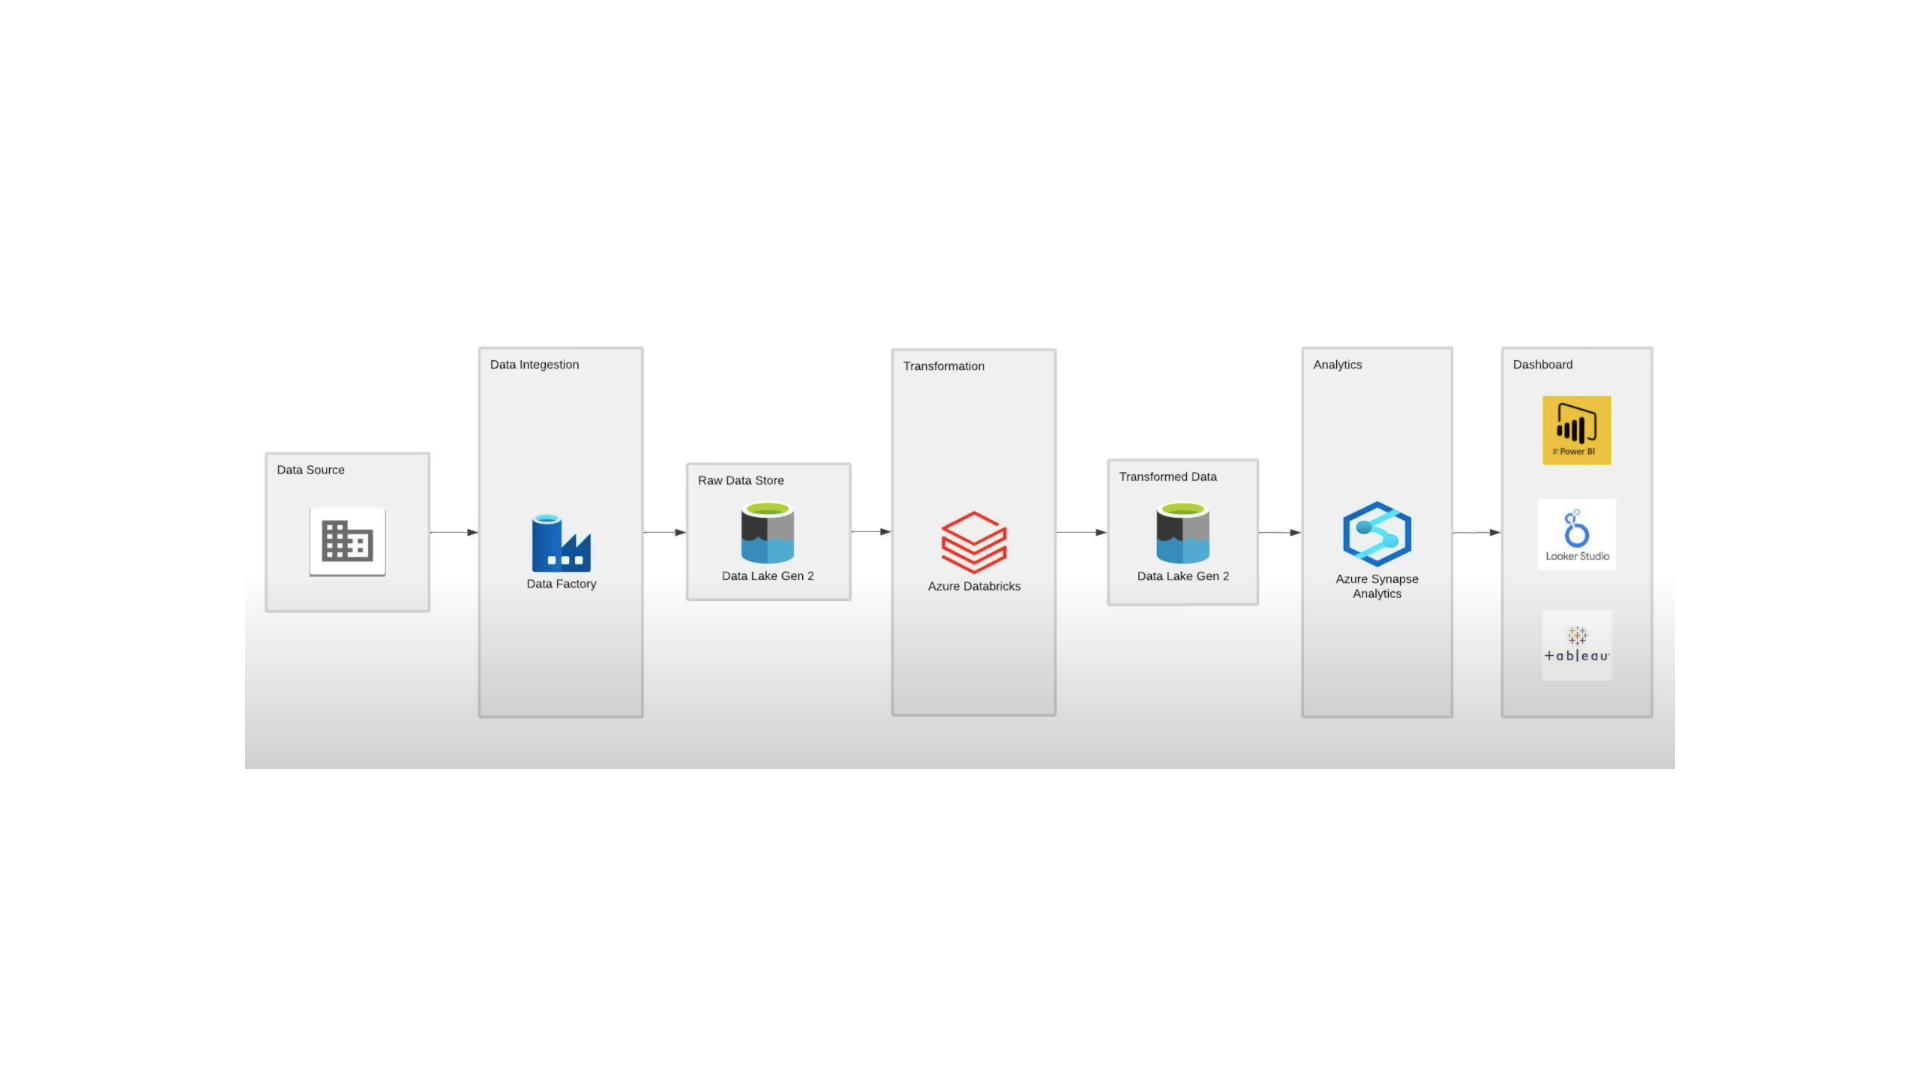 Data Source
Data Integestion
Data Factory
Raw Data Store
Data Lake Gen 2
Transformation
Azure Databricks
Transformed Data
Data Lake Gen 2
Analytics
Azure Synapse
Analytics
Dashboard
Power BI
Looker Studio
+ableau